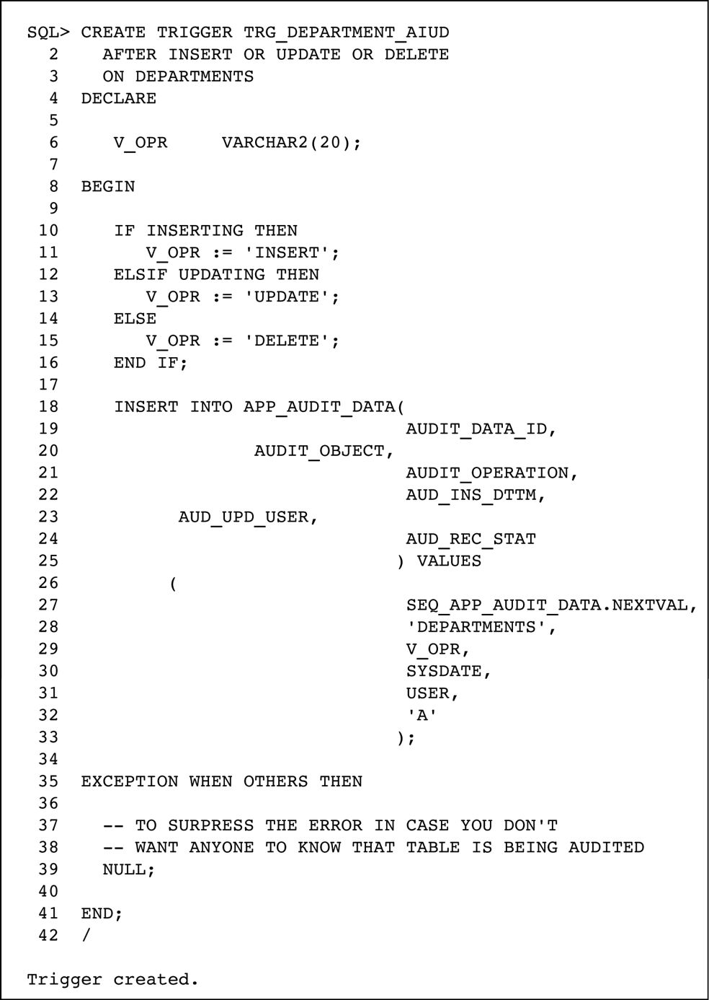 SQL> CREATE TRIGGER TRG_DEPARTMENT_AIUD
  2    AFTER INSERT OR UPDATE OR DELETE
  3    ON DEPARTMENTS
  4  DECLARE
  5
  6     V_OPR     VARCHAR2(20);
  7
  8  BEGIN
  9
 10     IF INSERTING THEN
 11        V_OPR := 'INSERT';
 12     ELSIF UPDATING THEN
 13        V_OPR := 'UPDATE';
 14     ELSE
 15        V_OPR := 'DELETE';
 16     END IF;
 17
 18     INSERT INTO APP_AUDIT_DATA(
 19                                AUDIT_DATA_ID,
 20                  AUDIT_OBJECT,
 21                                AUDIT_OPERATION,
 22                                AUD_INS_DTTM,
 23           AUD_UPD_USER,
 24                                AUD_REC_STAT
 25                               ) VALUES
 26          (
 27                                SEQ_APP_AUDIT_DATA.NEXTVAL,
 28                                'DEPARTMENTS',
 29                                V_OPR,
 30                                SYSDATE,
 31                                USER,
 32                                'A'
 33                               );
 34
 35  EXCEPTION WHEN OTHERS THEN
 36
 37    -- TO SURPRESS THE ERROR IN CASE YOU DON'T
 38    -- WANT ANYONE TO KNOW THAT TABLE IS BEING AUDITED
 39    NULL;
 40
 41  END;
 42  /
Trigger created.